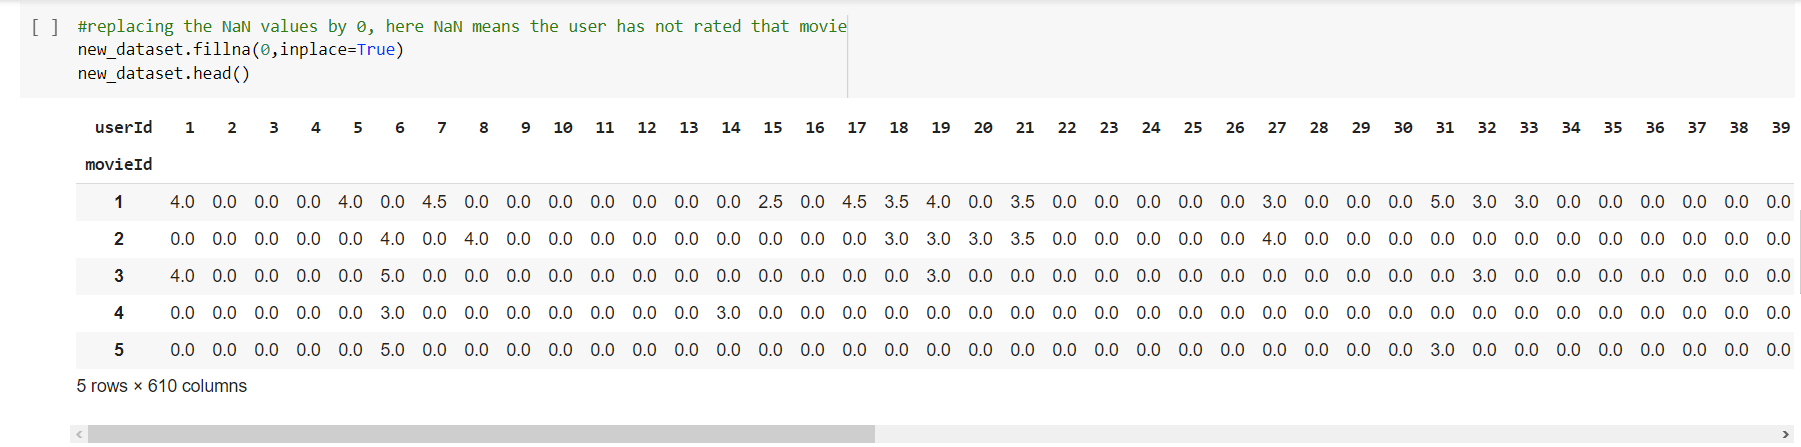 [ ] #replacing the NaN values by 0, here NaN means the user has not rated that movie
new_dataset.fillna(0,inplace=True)
new_dataset.head()
userId 1 2 3 4 5 6 7 8 9 10 11 12 13 14 15 16 17 18 19 20 21 22 23 24 25 26 27 28 29 30 31 32 33 34 35 36 37 38 39
movieId
1 4.0 0.0 0.0 0.0 4.0 0.0 4.5 0.0 0.0 0.0 0.0 0.0 0.0 0.0 2.5 0.0 4.5 3.5 4.0 0.0 3.5 0.0 0.0 0.0 0.0 0.0 3.0 0.0 0.0 0.0 5.0 3.0 3.0 0.0 0.0 0.0 0.0 0.0 0.0
2 0.0 0.0 0.0 0.0 0.0 4.0 0.0 4.0 0.0 0.0 0.0 0.0 0.0 0.0 0.0 0.0 0.0 3.0 3.0 3.0 3.5 0.0 0.0 0.0 0.0 0.0 4.0 0.0 0.0 0.0 0.0 0.0 0.0 0.0 0.0 0.0 0.0 0.0 0.0
3 4.0 0.0 0.0 0.0 0.0 5.0 0.0 0.0 0.0 0.0 0.0 0.0 0.0 0.0 0.0 0.0 0.0 0.0 3.0 0.0 0.0 0.0 0.0 0.0 0.0 0.0 0.0 0.0 0.0 0.0 0.0 3.0 0.0 0.0 0.0 0.0 0.0 0.0 0.0
4 0.0 0.0 0.0 0.0 0.0 3.0 0.0 0.0 0.0 0.0 0.0 0.0 0.0 3.0 0.0 0.0 0.0 0.0 0.0 0.0 0.0 0.0 0.0 0.0 0.0 0.0 0.0 0.0 0.0 0.0 0.0 0.0 0.0 0.0 0.0 0.0 0.0 0.0 0.0
5 0.0 0.0 0.0 0.0 0.0 5.0 0.0 0.0 0.0 0.0 0.0 0.0 0.0 0.0 0.0 0.0 0.0 0.0 0.0 0.0 0.0 0.0 0.0 0.0 0.0 0.0 0.0 0.0 0.0 0.0 3.0 0.0 0.0 0.0 0.0 0.0 0.0 0.0 0.0
5 rows × 610 columns